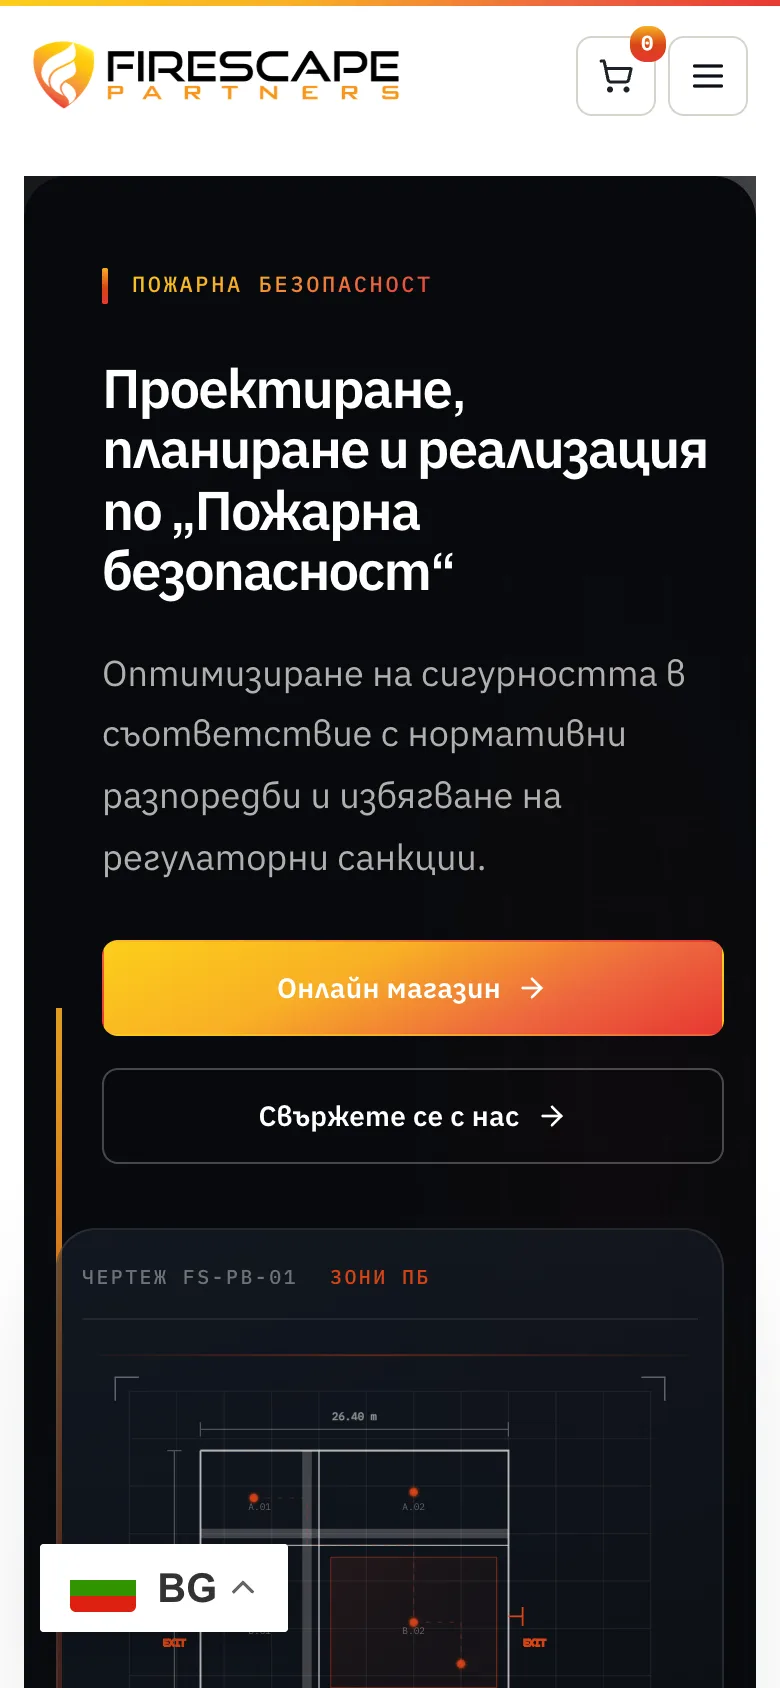 FIRESCAPE
PARTNERS
0
ПОЖАРНА БЕЗОПАСНОСТ
Проектиране,
планиране и реализация
по „Пожарна
безопасност“
Оптимизиране на сигурността в
съответствие с нормативни
разпоредби и избягване на
регулаторни санкции.
Онлайн магазин →
Свържете се с нас →
ЧЕРТЕЖ FS-PB-01 ЗОНИ ПБ
26.40 m
A.01 A.02
BG
B.02
EXIT EXIT